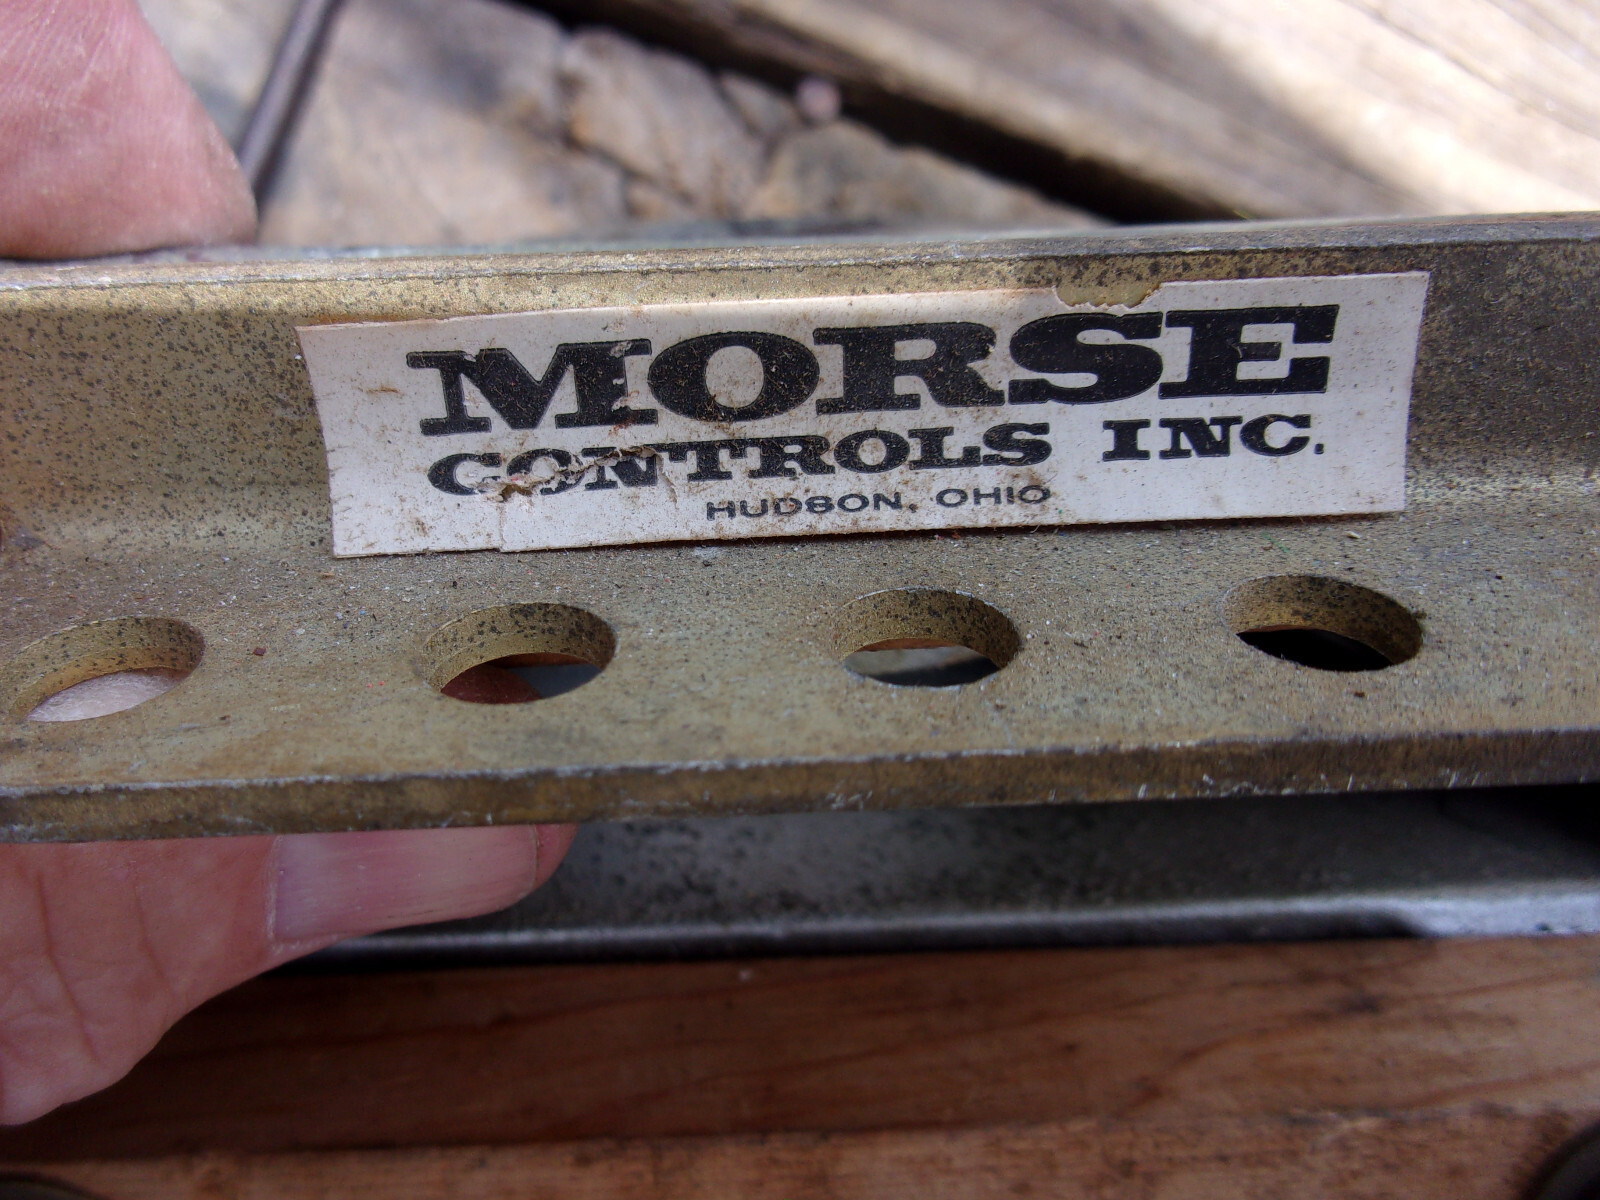 MORSE
CONTROLS INC.
HUDSON, OHIO